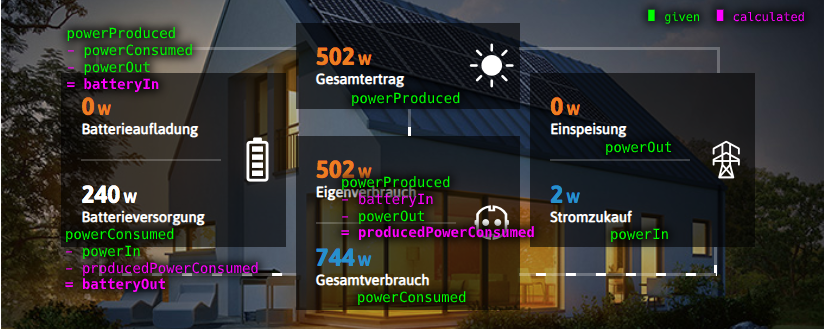 given calculated
powerProduced
- powerConsumed
- powerOut
= batteryIn
0 W
Batterieaufladung
240 W
Batterieversorgung
powerConsumed
- powerIn
- prpducedPowerConsumed
= batteryOut
502 W
Gesamtertrag
powerProduced
502 W
Eigenverbrauch
powerProduced
- batteryIn
- powerOut
= producedPowerConsumed
744 W
Gesamtverbrauch
powerConsumed
0 W
Einspeisung
powerOut
2 W
Stromzukauf
powerIn